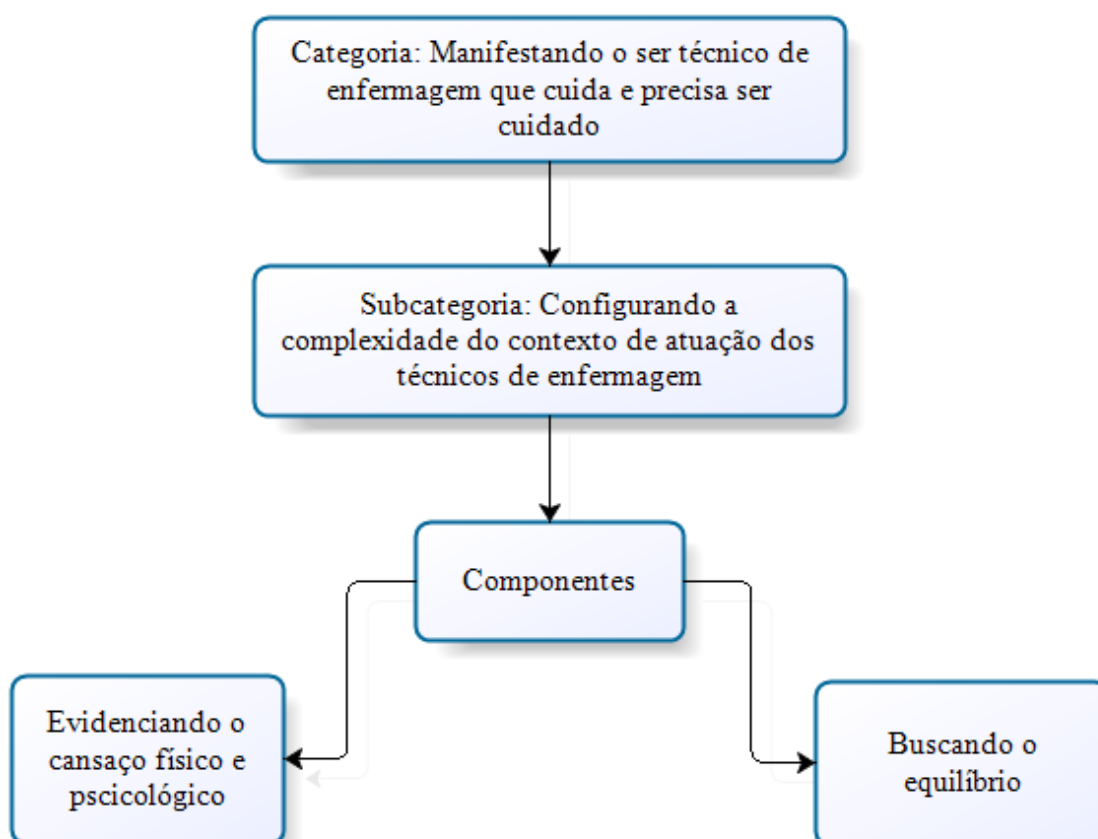 Categoria: Manifestando o ser técnico de
enfermagem que cuida e precisa ser
cuidado
Subcategoria: Configurando a
complexidade do contexto de atuação dos
técnicos de enfermagem
Componentes
Evidenciando o
cansaço físico e
pscicológico
Buscando o
equilíbrio